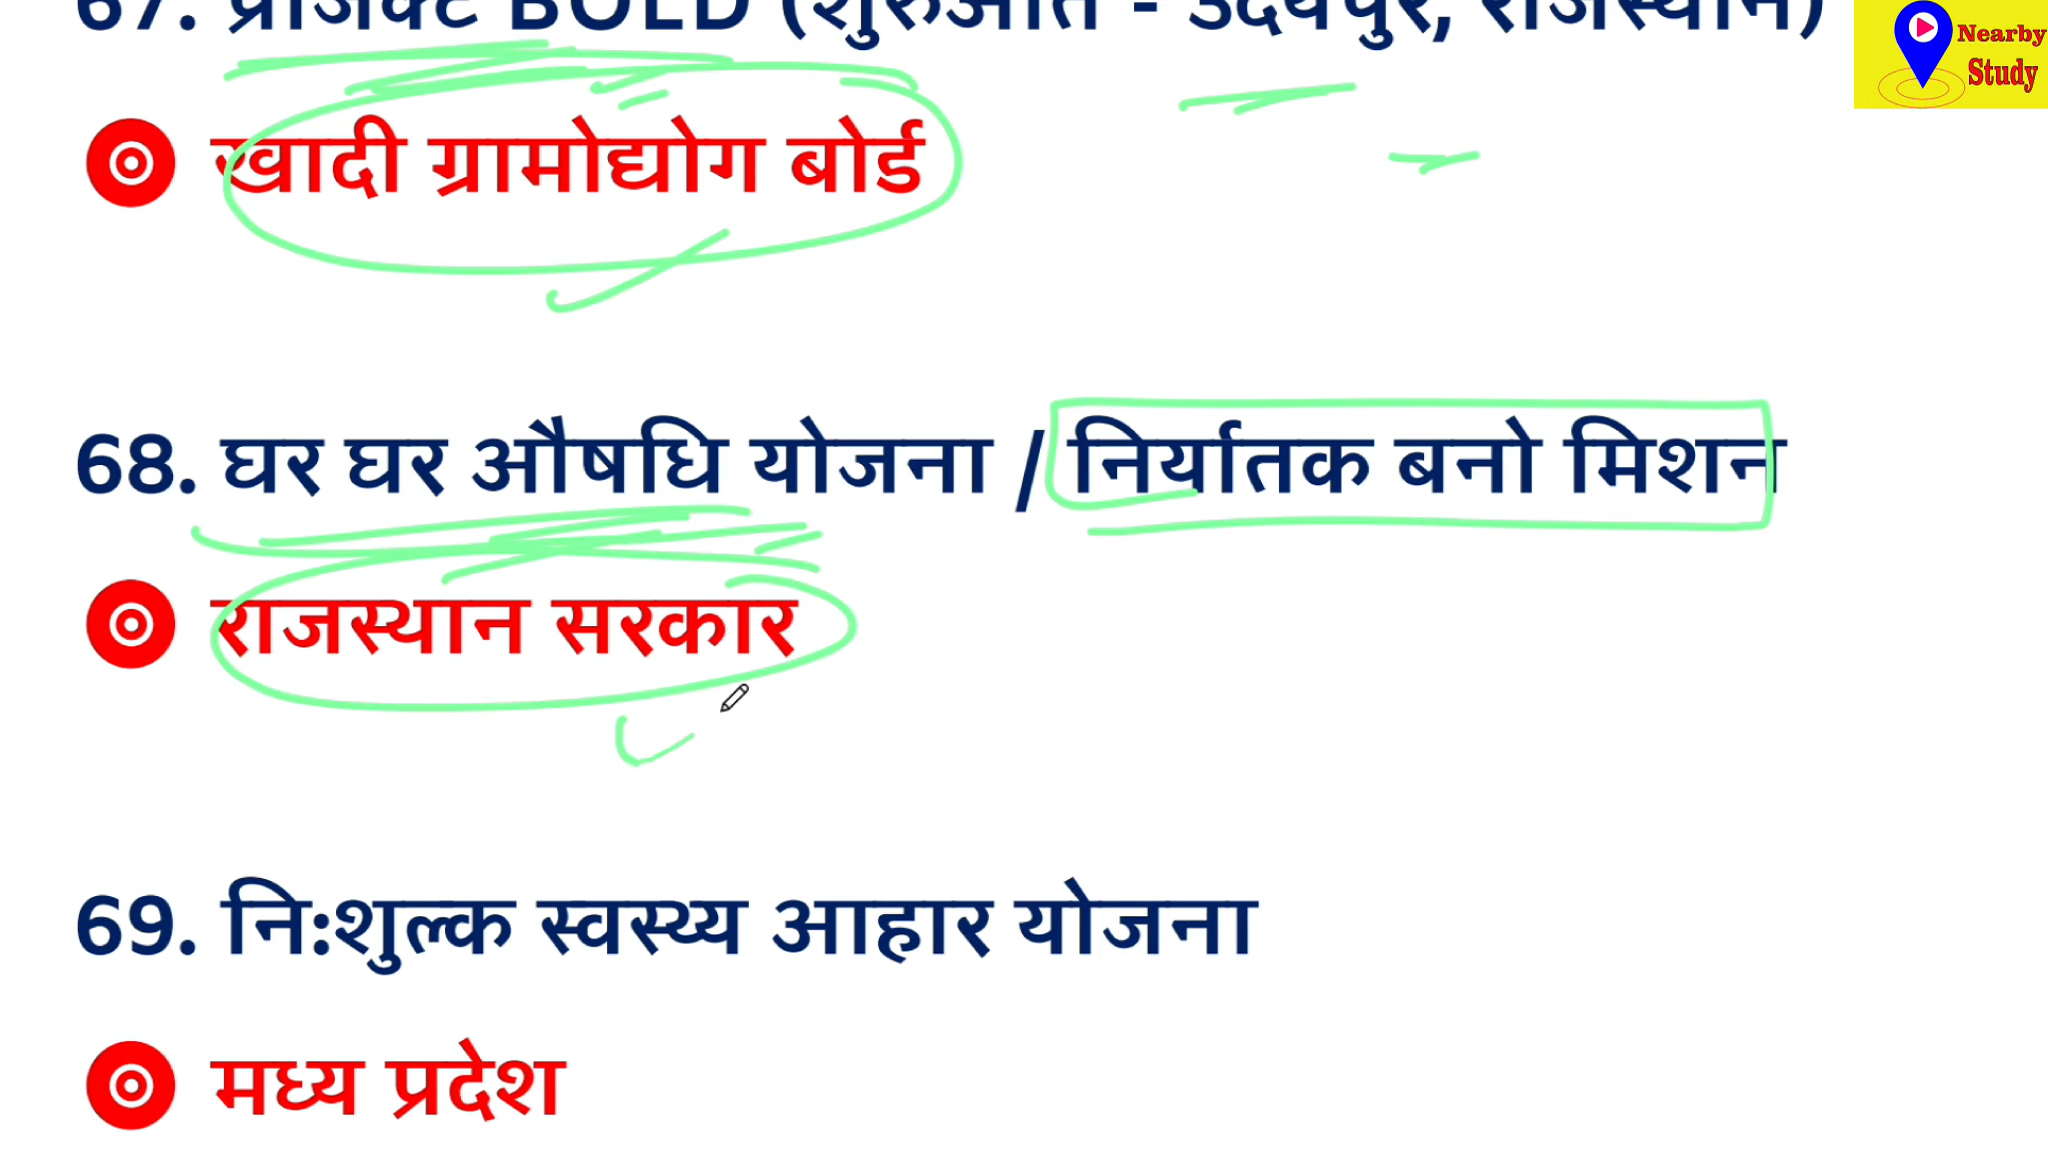 67. प्रोजेक्ट BOLD (शुरुआत - उदयपुर, राजस्थान)
Nearby
Study
खादी ग्रामोद्योग बोर्ड
68. घर घर औषधि योजना / निर्यातक बनो मिशन
राजस्थान सरकार
69. नि:शुल्क स्वस्थ्य आहार योजना
मध्य प्रदेश